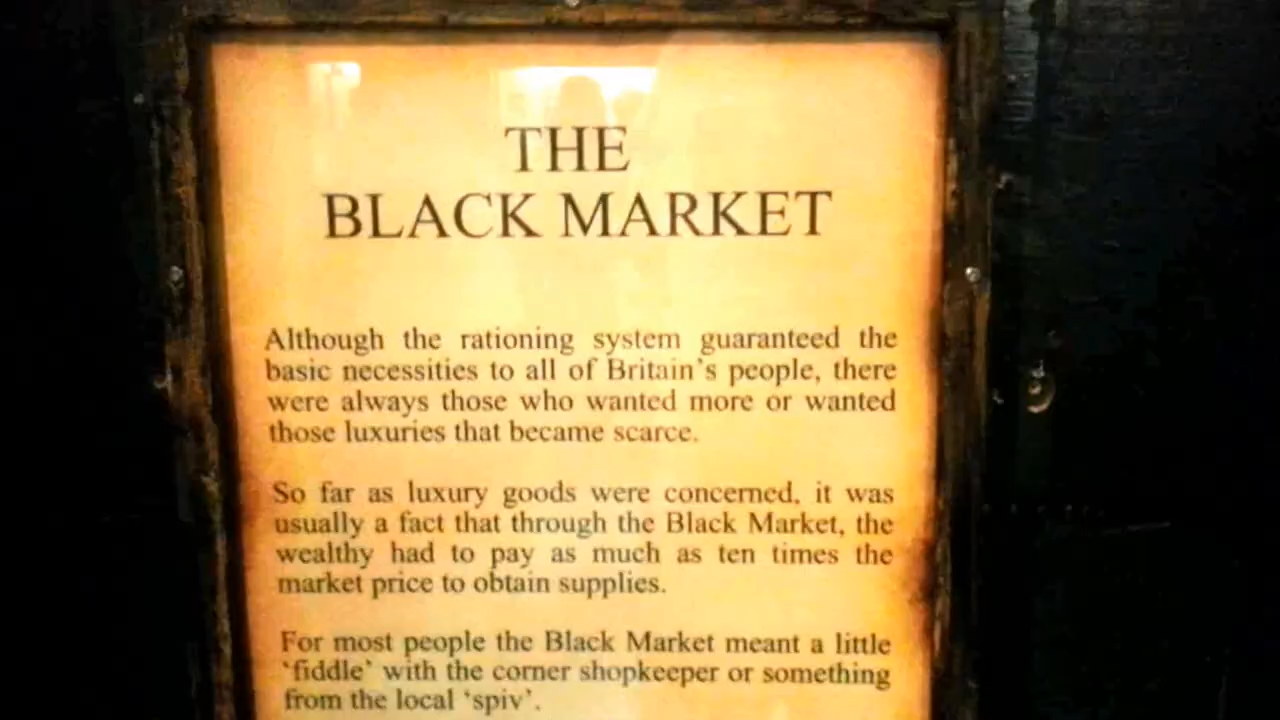 THE
BLACK MARKET
Although the rationing system guaranteed the
basic necessities to all of Britain's people, there
were always those who wanted more or wanted
those luxuries that became scarce.
So far as luxury goods were concerned, it was
usually a fact that through the Black Market, the
wealthy had to pay as much as ten times the
market price to obtain supplies.
For most people the Black Market meant a little
'fiddle' with the corner shopkeeper or something
from the local 'spiv'.